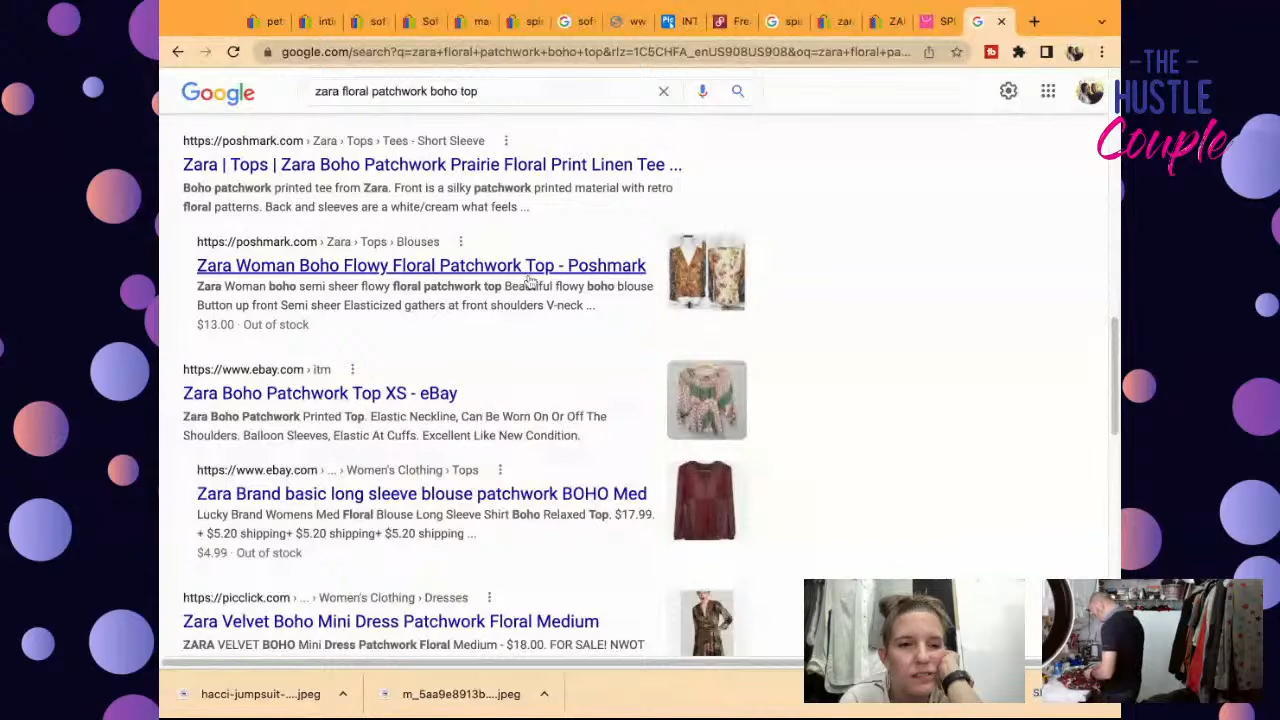 pet
inti
sof
Sof
ma
spi
sof
ww
INT
Fre
spi
zar
ZAI
SPI
google.com/search?q=zara+floral+patchwork+boho+top&rlz=1C5CHFA_enUS908US908&oq=zara+floral+pa...
-THE-
HUSTLE
Couple
Google
zara floral patchwork boho top
https://poshmark.com › Zara › Tops › Tees - Short Sleeve
Zara | Tops | Zara Boho Patchwork Prairie Floral Print Linen Tee ...
Boho patchwork printed tee from Zara. Front is a silky patchwork printed material with retro
floral patterns. Back and sleeves are a white/cream what feels ...
https://poshmark.com › Zara › Tops › Blouses
Zara Woman Boho Flowy Floral Patchwork Top - Poshmark
Zara Woman boho semi sheer flowy floral patchwork top Beautiful flowy boho blouse
Button up front Semi sheer Elasticized gathers at front shoulders V-neck ...
$13.00 · Out of stock
https://www.ebay.com › itm
Zara Boho Patchwork Top XS - eBay
Zara Boho Patchwork Printed Top. Elastic Neckline, Can Be Worn On Or Off The
Shoulders. Balloon Sleeves, Elastic At Cuffs. Excellent Like New Condition.
https://www.ebay.com › ... › Women's Clothing › Tops
Zara Brand basic long sleeve blouse patchwork BOHO Med
Lucky Brand Womens Med Floral Blouse Long Sleeve Shirt Boho Relaxed Top. $17.99.
+ $5.20 shipping+ $5.20 shipping+ $5.20 shipping ...
$4.99 · Out of stock
https://picclick.com › ... › Women's Clothing › Dresses
Zara Velvet Boho Mini Dress Patchwork Floral Medium
ZARA VELVET BOHO Mini Dress Patchwork Floral Medium - $18.00. FOR SALE! NWOT
hacci-jumpsuit-....jpeg
m_5aa9e8913b....jpeg